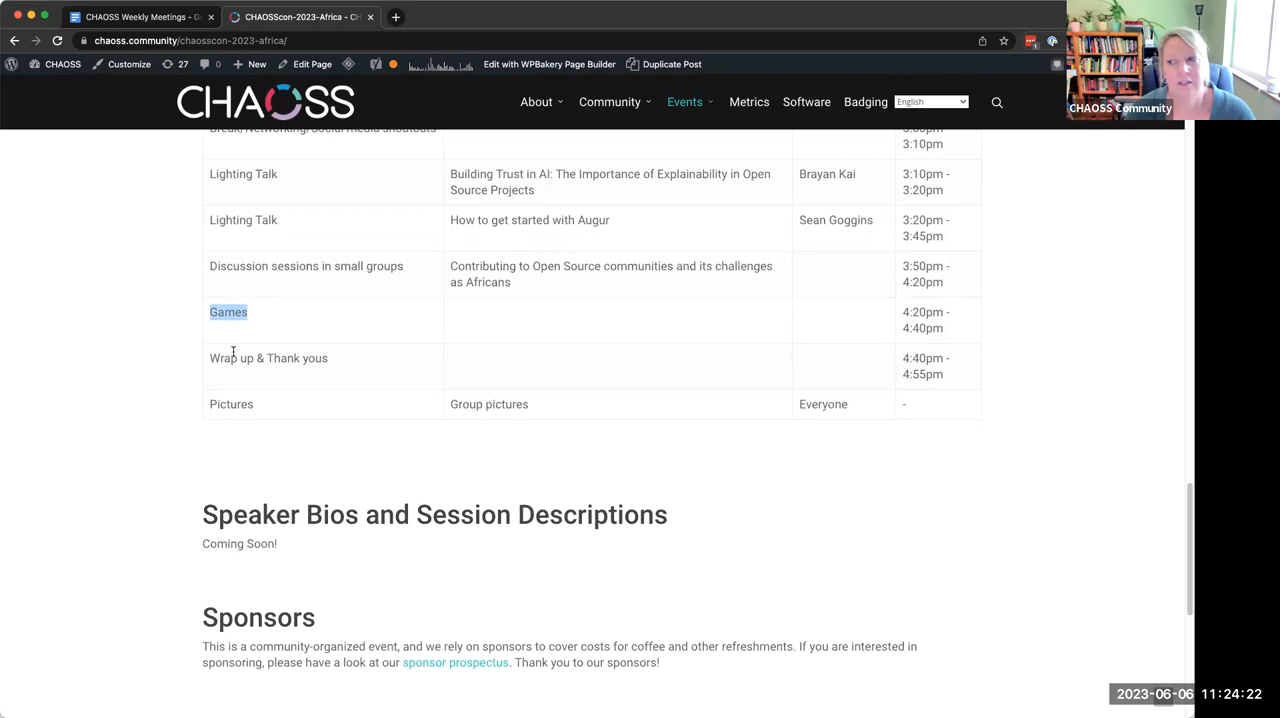 CHAOSS Weekly Meetings - G
CHAOSScon-2023-Africa - CH
chaoss.community/chaosscon-2023-africa/
CHAOSS
Customize
27
0
New
Edit Page
Edit with WPBakery Page Builder
Duplicate Post
CHAOSS Community
CHAOSS
About
Community
Events
Metrics
Software
Badging
English
Break/Networking/Social media shoutouts
3:00pm -
3:10pm
Lighting Talk
Building Trust in AI: The Importance of Explainability in Open
Source Projects
Brayan Kai
3:10pm -
3:20pm
Lighting Talk
How to get started with Augur
Sean Goggins
3:20pm -
3:45pm
Discussion sessions in small groups
Contributing to Open Source communities and its challenges
as Africans
3:50pm -
4:20pm
Games
4:20pm -
4:40pm
Wrap up & Thank yous
4:40pm -
4:55pm
Pictures
Group pictures
Everyone
-
Speaker Bios and Session Descriptions
Coming Soon!
Sponsors
This is a community-organized event, and we rely on sponsors to cover costs for coffee and other refreshments. If you are interested in
sponsoring, please have a look at our sponsor prospectus. Thank you to our sponsors!
2023-06-06 11:24:22